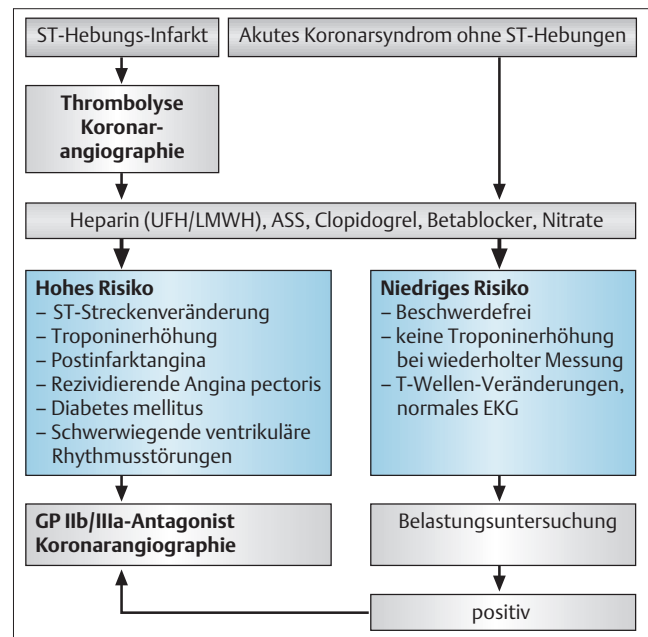 ST-Hebungs-Infarkt
Akutes Koronarsyndrom ohne ST-Hebungen
Thrombolyse
Koronar-
angiographie
Heparin (UFH/LMWH), ASS, Clopidogrel, Betablocker, Nitrate
Hohes Risiko
– ST-Streckenveränderung
– Troponinerhöhung
– Postinfarktangina
– Rezividierende Angina pectoris
– Diabetes mellitus
– Schwerwiegende ventrikuläre
Rhythmusstörungen
Niedriges Risiko
– Beschwerdefrei
– keine Troponinerhöhung
bei wiederholter Messung
– T-Wellen-Veränderungen,
normales EKG
GP IIb/IIIa-Antagonist
Koronarangiographie
Belastungsuntersuchung
positiv